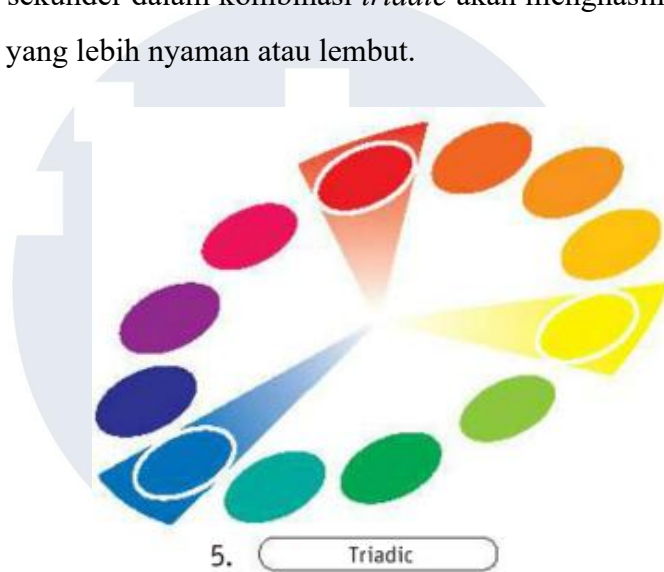 sekunder dalam kombinasi triadic akan
yang lebih nyaman atau lembut.
5. Triadic